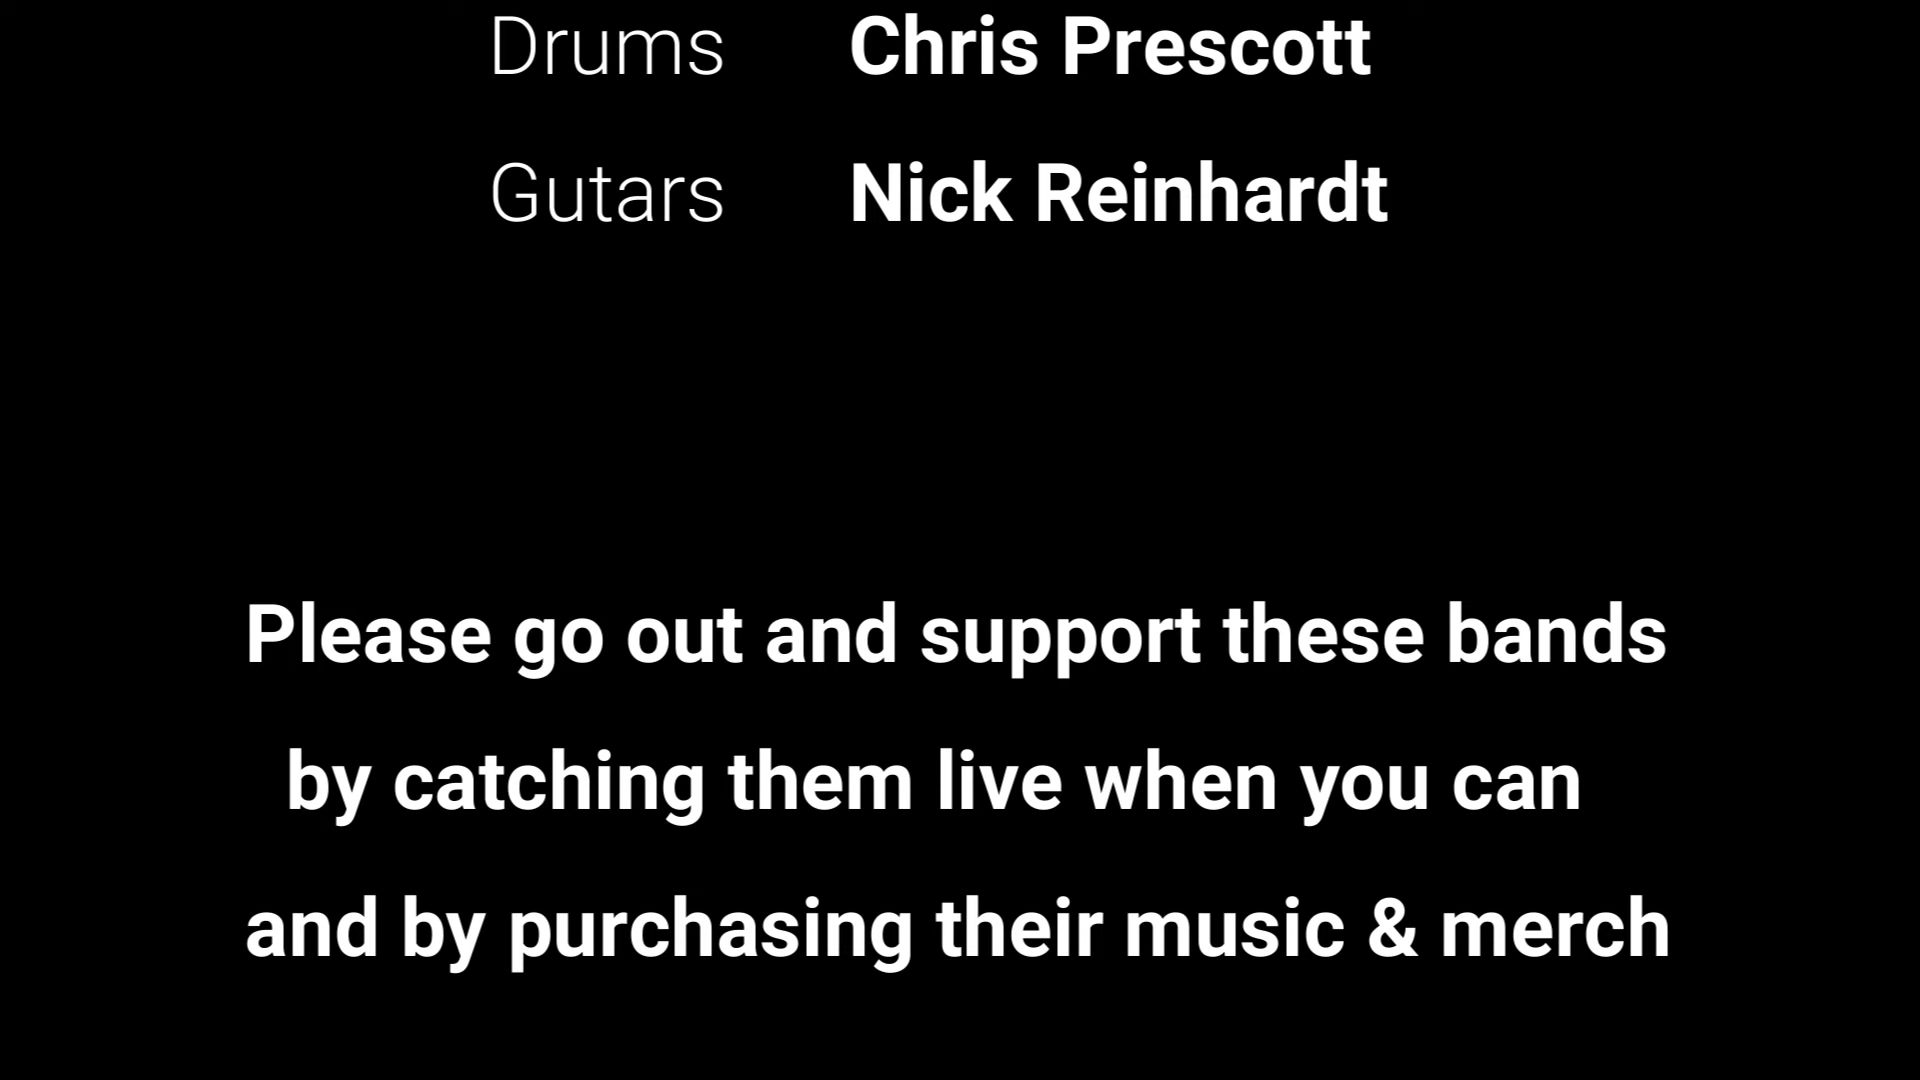 Drums Chris Prescott
Gutars Nick Reinhardt
Please go out and support these bands
by catching them live when you can
and by purchasing their music & merch